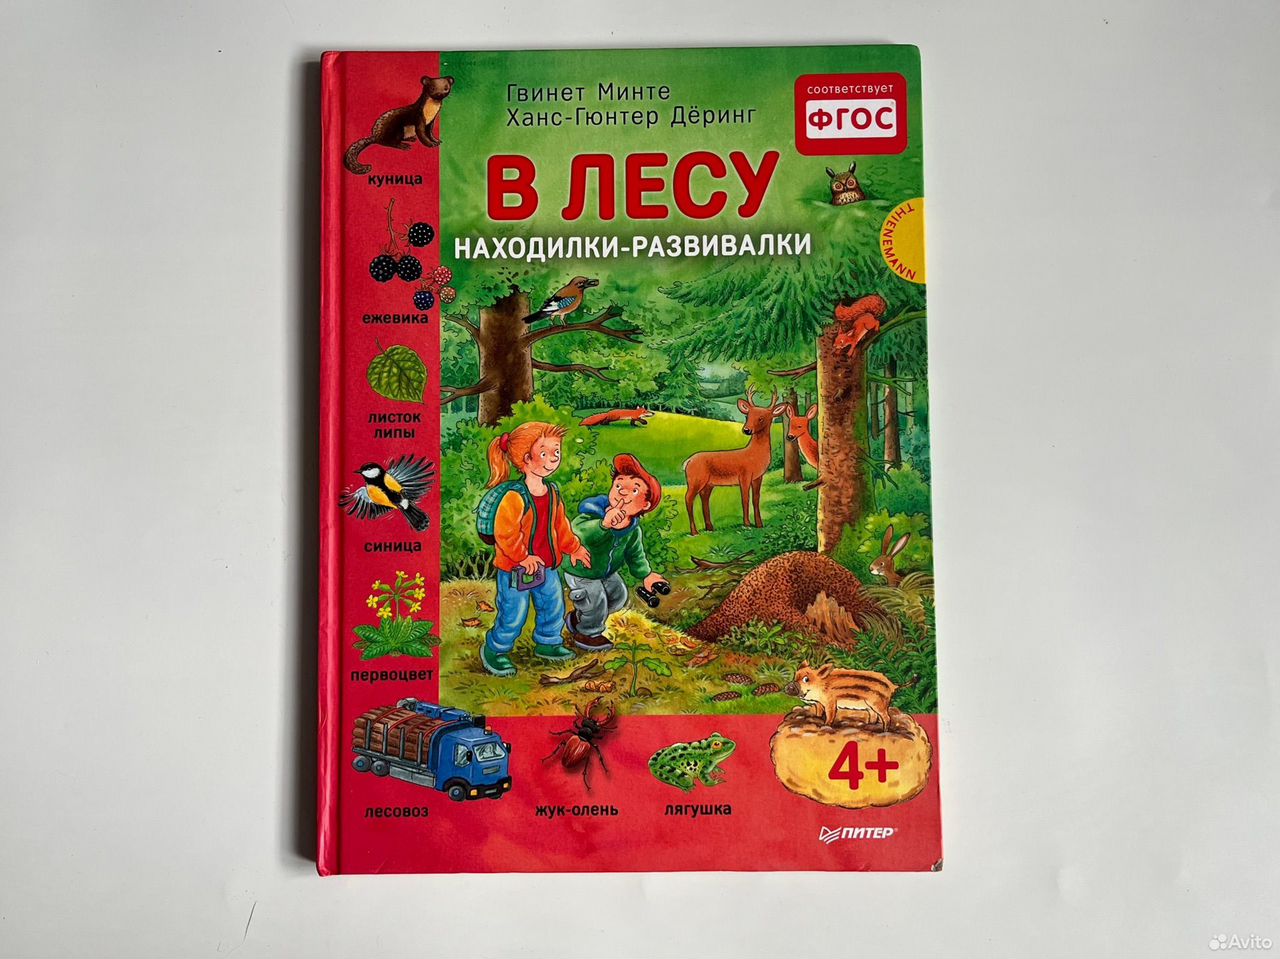 Гвинет Минте
Ханс-Гюнтер Дёринг
соответствует
ФГОС
В ЛЕСУ
НАХОДИЛКИ-РАЗВИВАЛКИ
THIENEMANN
куница
ежевика
листок
липы
синица
первоцвет
лесовоз
жук-олень
лягушка
4+
ПИТЕР®
Avito